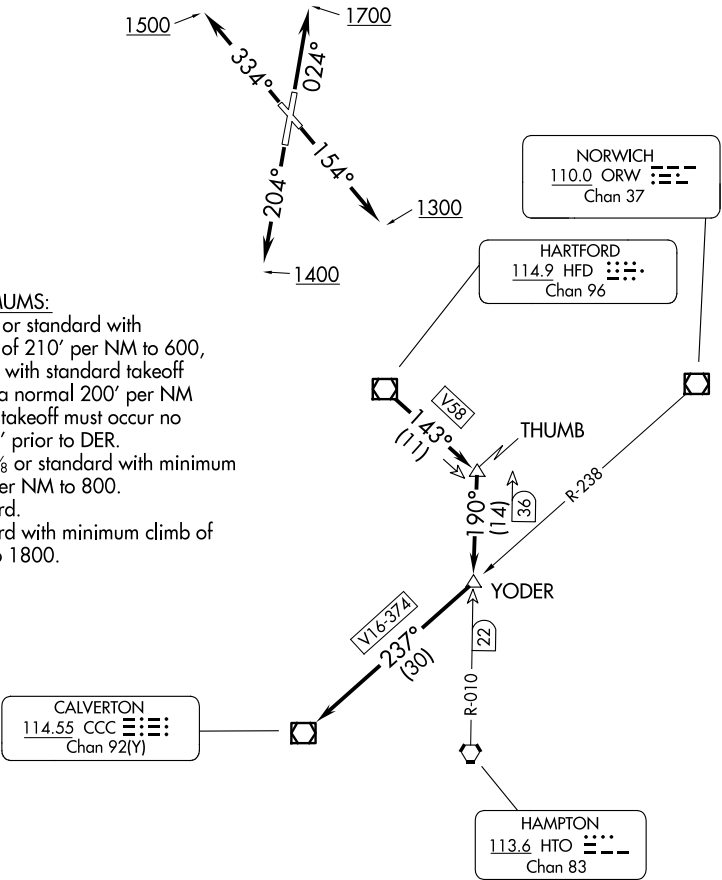 1500
1700
334°
024°
154°
204°
1300
1400
NORWICH
110.0 ORW
Chan 37
HARTFORD
114.9 HFD
Chan 96
MUMS:
or standard with
of 210' per NM to 600,
with standard takeoff
a normal 200' per NM
takeoff must occur no
' prior to DER.
⅛ or standard with minimum
er NM to 800.
rd.
rd with minimum climb of
o 1800.
V58
143°
(11)
THUMB
190°
(14)
36
R-238
YODER
V16-374
237°
(30)
22
R-010
CALVERTON
114.55 CCC
Chan 92(Y)
HAMPTON
113.6 HTO
Chan 83